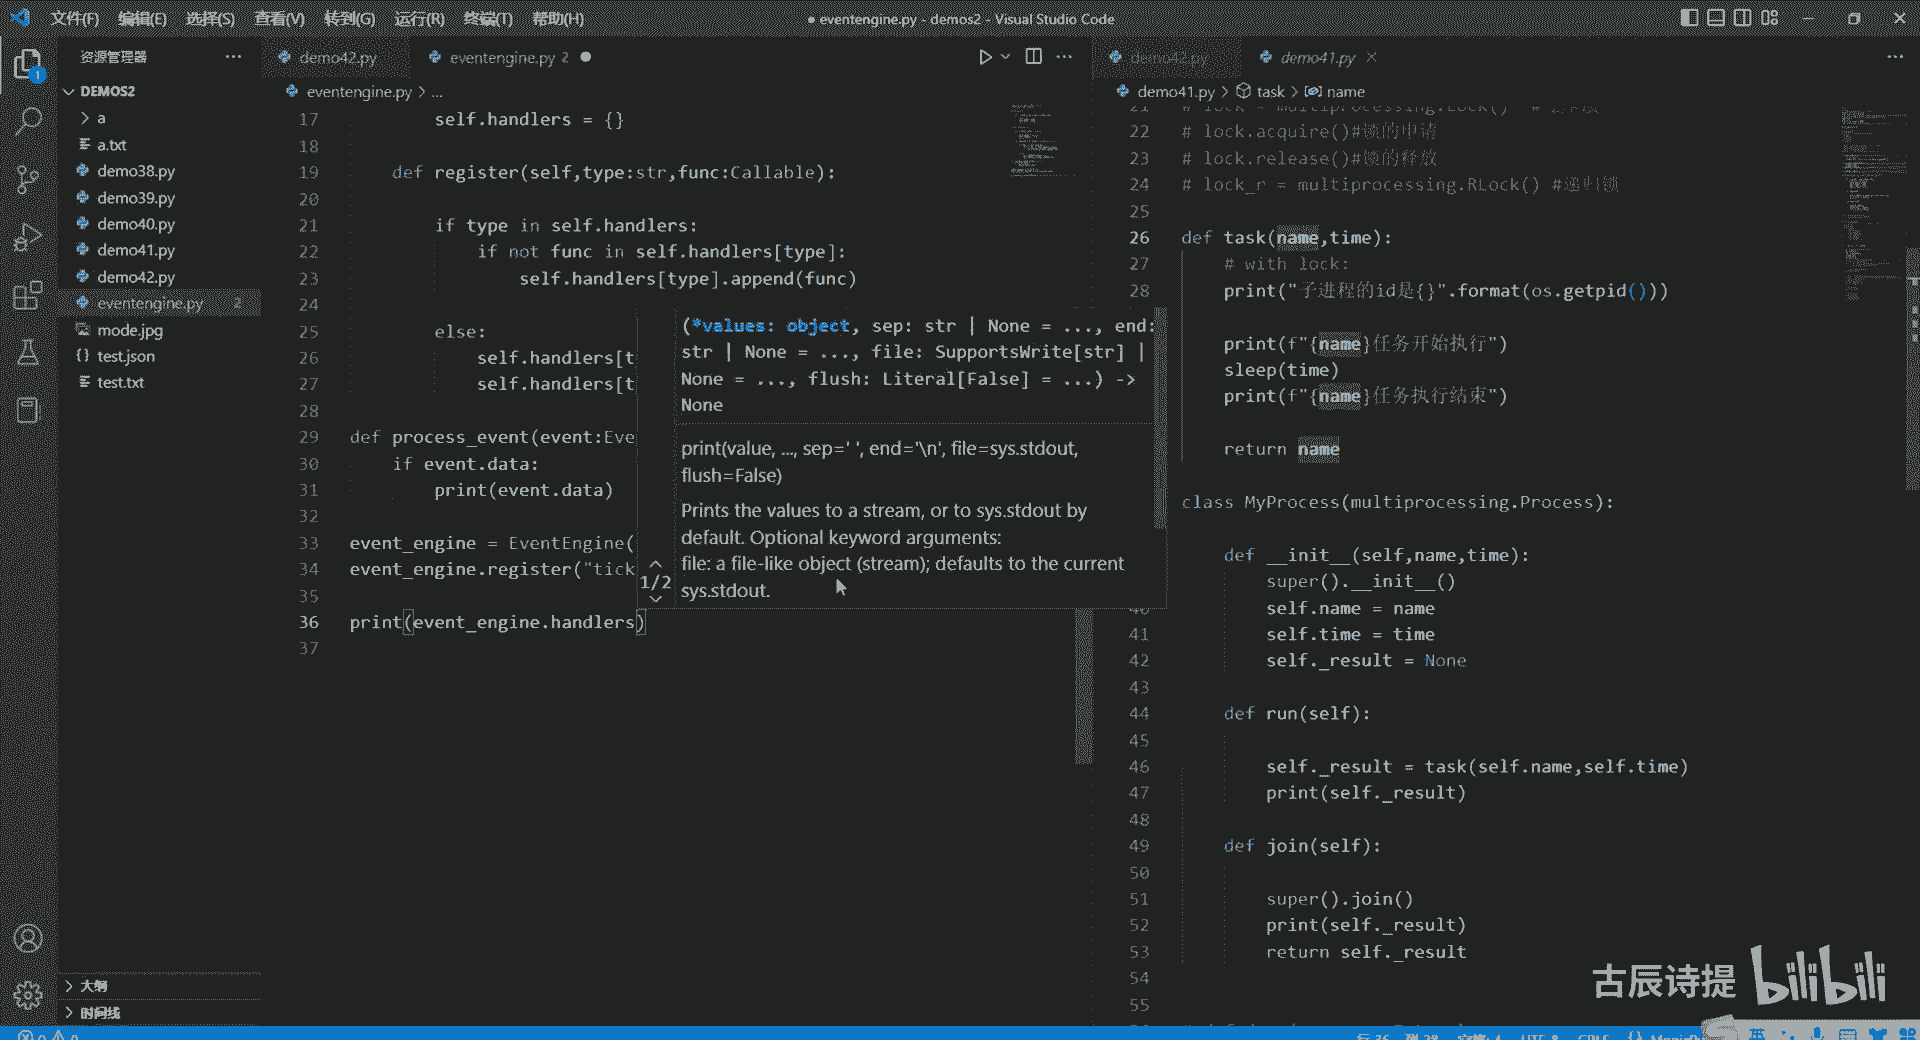 文件(F) 编辑(E) 选择(S) 查看(V) 转到(G) 运行(R) 终端(T) 帮助(H)
● eventengine.py - demos2 - Visual Studio Code
资源管理器
DEMOS2
a
a.txt
demo38.py
demo39.py
demo40.py
demo41.py
demo42.py
eventengine.py 2
mode.jpg
test.json
test.txt
大纲
时间线
1
demo42.py
eventengine.py 2
eventengine.py > ...
17 self.handlers = {}
18
19 def register(self,type:str,func:Callable):
20
21 if type in self.handlers:
22 if not func in self.handlers[type]:
23 self.handlers[type].append(func)
24
25 else:
26 self.handlers[t
27 self.handlers[t
28
29 def process_event(event:Eve
30 if event.data:
31 print(event.data)
32
33 event_engine = EventEngine(
34 event_engine.register("tick
35
36 print(event_engine.handlers)
37
(*values: object, sep: str | None = ..., end:
str | None = ..., file: SupportsWrite[str] |
None = ..., flush: Literal[False] = ...) ->
None
print(value, ..., sep=' ', end='\n', file=sys.stdout,
flush=False)
Prints the values to a stream, or to sys.stdout by
default. Optional keyword arguments:
file: a file-like object (stream); defaults to the current
sys.stdout.
1/2
demo42.py
demo41.py
demo41.py > task > name
21 # lock = multiprocessing.Lock() #
22 # lock.acquire()#锁的申请
23 # lock.release()#锁的释放
24 # lock_r = multiprocessing.RLock() #递归锁
25
26 def task(name,time):
27 # with lock:
28 print("子进程的id是{}".format(os.getpid()))
print(f"{name}任务开始执行")
sleep(time)
print(f"{name}任务执行结束")
return name
class MyProcess(multiprocessing.Process):
def __init__(self,name,time):
super().__init__()
40 self.name = name
41 self.time = time
42 self._result = None
43
44 def run(self):
45
46 self._result = task(self.name,self.time)
47 print(self._result)
48
49 def join(self):
50
51 super().join()
52 print(self._result)
53 return self._result
54
55
古辰诗提 bilibili
英